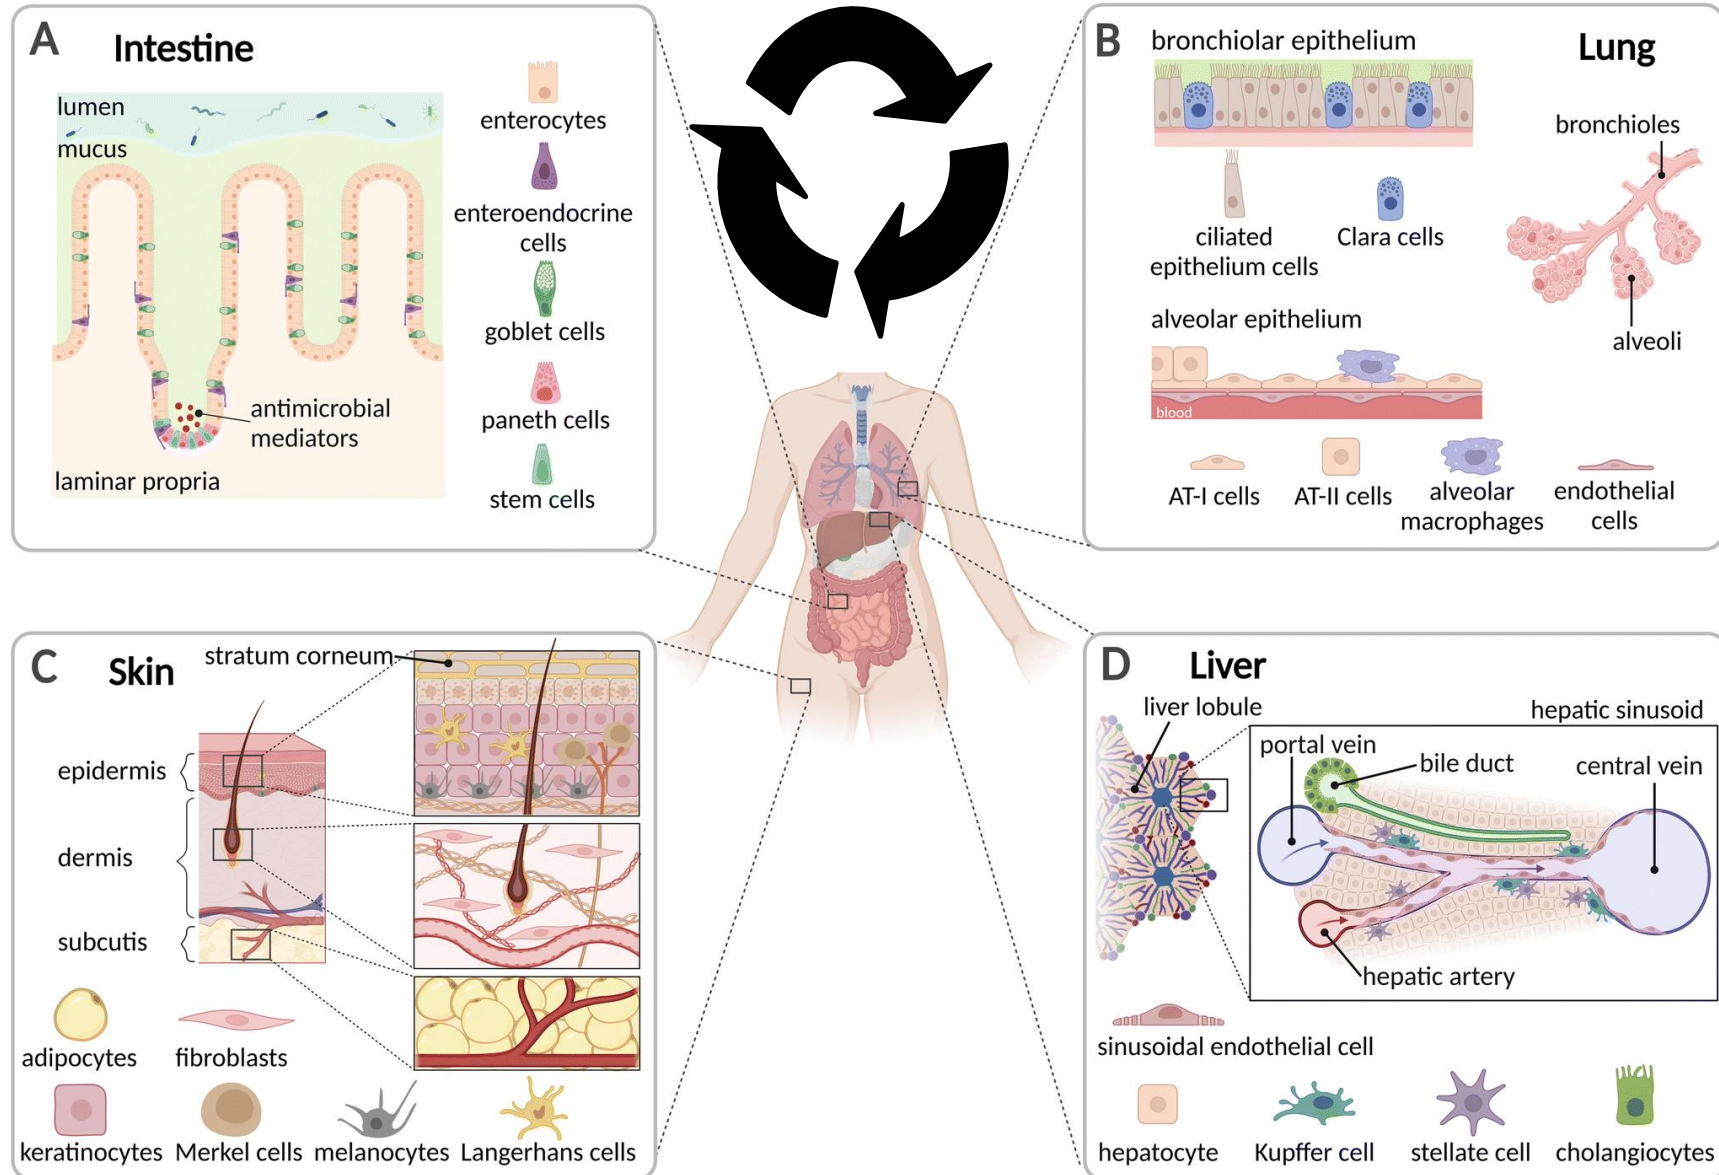 A
Intestine
lumen
mucus
antimicrobial
mediators
laminar propria
enterocytes
enteroendocrine
cells
goblet cells
paneth cells
stem cells
B
Lung
bronchiolar epithelium
ciliated
epithelium cells
Clara cells
bronchioles
alveoli
alveolar epithelium
blood
AT-I cells
AT-II cells
alveolar
macrophages
endothelial
cells
C
Skin
stratum corneum
epidermis
dermis
subcutis
adipocytes
fibroblasts
keratinocytes
Merkel cells
melanocytes
Langerhans cells
D
Liver
liver lobule
hepatic sinusoid
portal vein
bile duct
central vein
hepatic artery
sinusoidal endothelial cell
hepatocyte
Kupffer cell
stellate cell
cholangiocytes